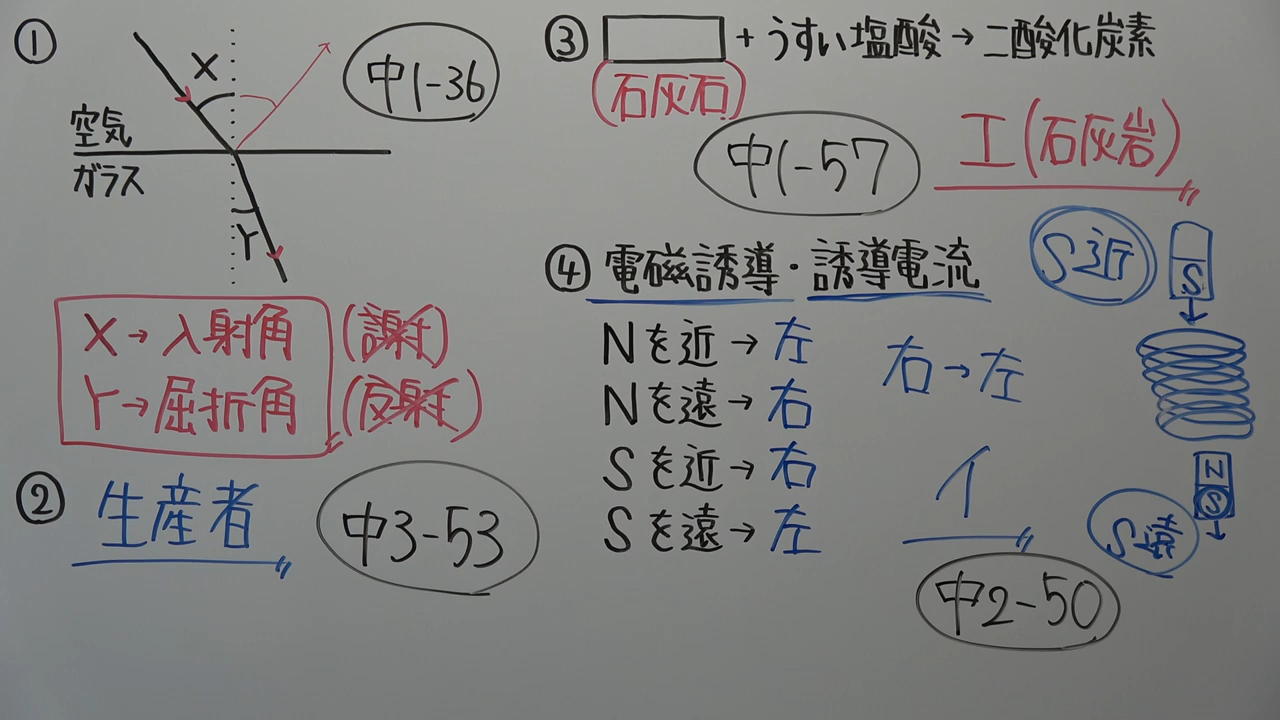 ①
X
空気
ガラス
Y
中1-36
X→入射角
Y→屈折角
(反射)
② 生産者
中3-53
③ + うすい塩酸→二酸化炭素
(石灰石)
中1-57
エ(石灰岩)
④ 電磁誘導・誘導電流
Nを近→左
Nを遠→右
Sを近→右
Sを遠→左
右→左
イ
中2-50
S近
S
N
S
S遠